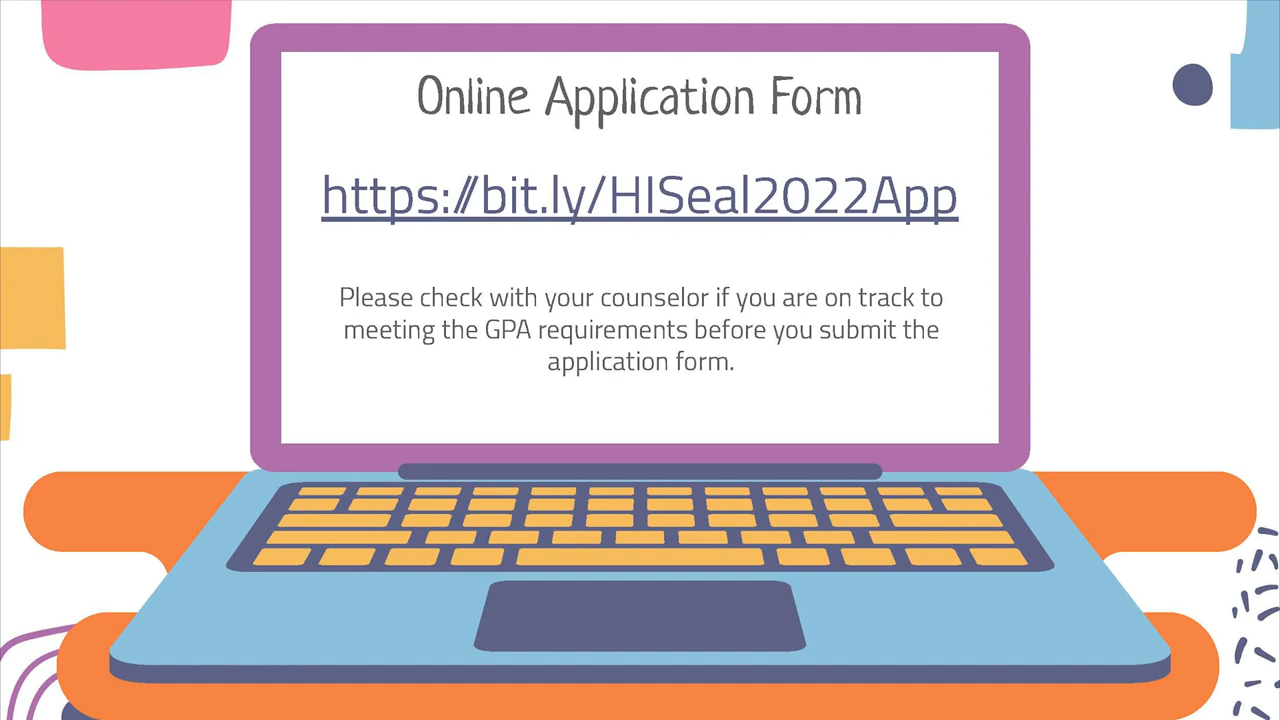 Online Application Form
https://bit.ly/HISeal2022App
Please check with your counselor if you are on track to
meeting the GPA requirements before you submit the
application form.